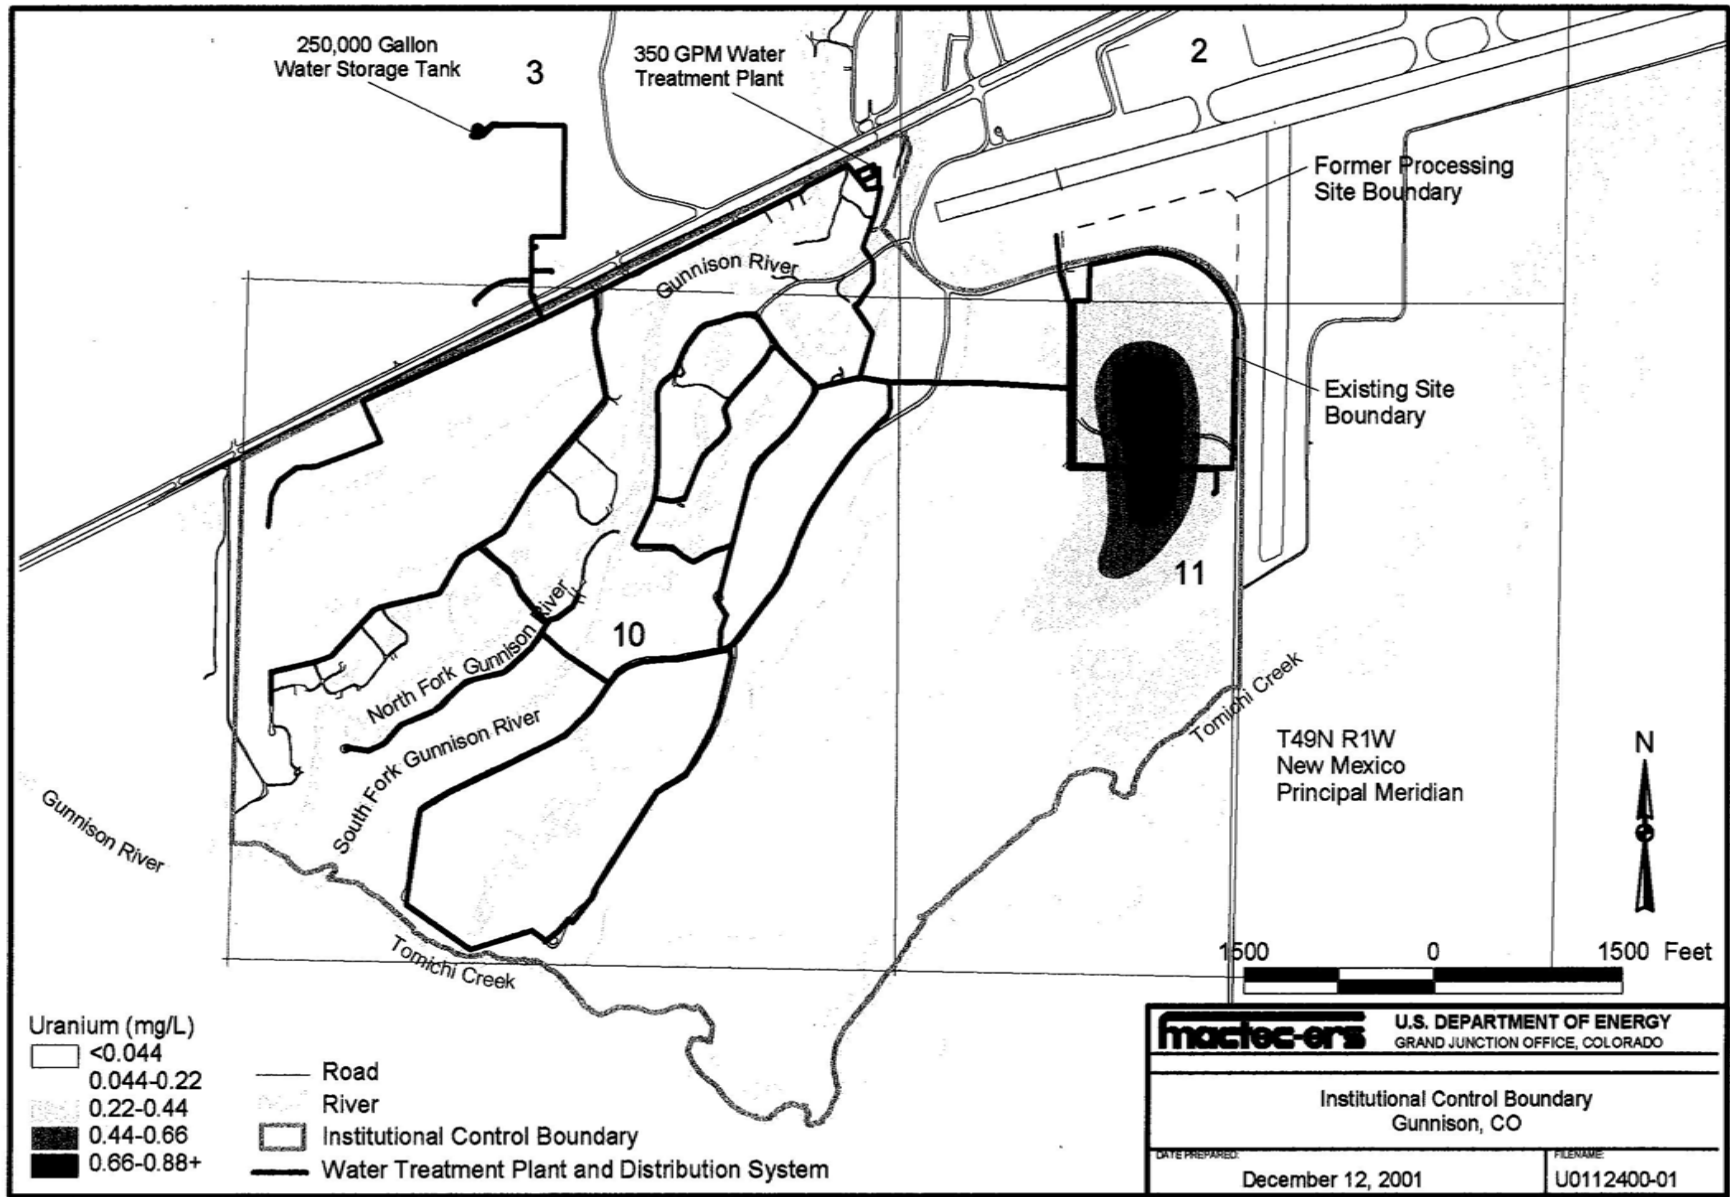 250,000 Gallon
Water Storage Tank
3
350 GPM Water
Treatment Plant
2
Former Processing
Site Boundary
Gunnison River
Existing Site
Boundary
11
10
North Fork Gunnison River
South Fork Gunnison River
Gunnison River
Tomichi Creek
Tomichi Creek
T49N R1W
New Mexico
Principal Meridian
N
1500 0 1500 Feet
Uranium (mg/L)
<0.044
0.044-0.22
0.22-0.44
0.44-0.66
0.66-0.88+
Road
River
Institutional Control Boundary
Water Treatment Plant and Distribution System
mactec-ers
U.S. DEPARTMENT OF ENERGY
GRAND JUNCTION OFFICE, COLORADO
Institutional Control Boundary
Gunnison, CO
DATE PREPARED:
December 12, 2001
FILENAME:
U0112400-01